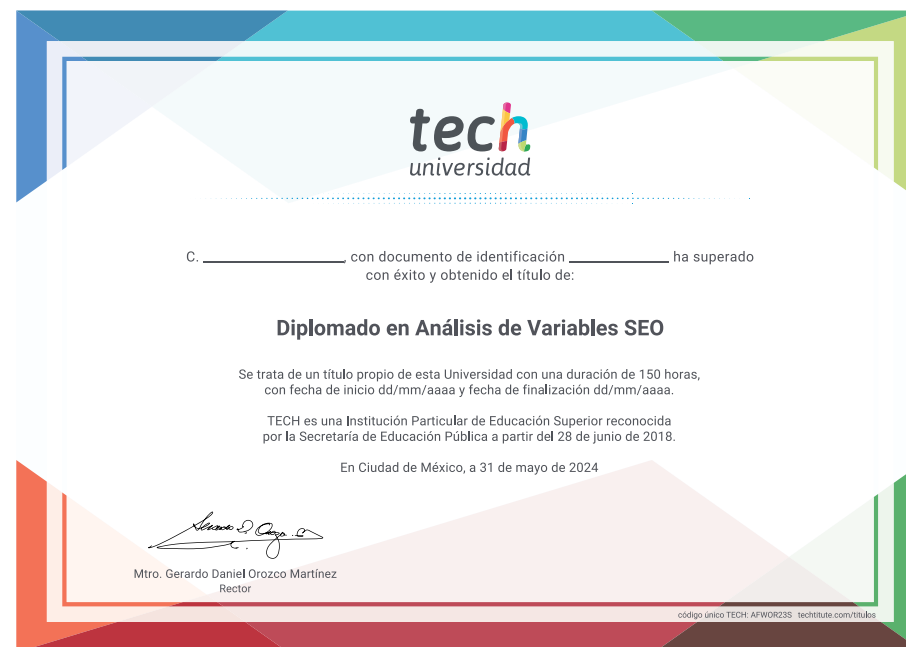 tech
universidad
C. ____________, con documento de identificación __________ ha superado
con éxito y obtenido el título de:
Diplomado en Análisis de Variables SEO
Se trata de un título propio de esta Universidad con una duración de 150 horas,
con fecha de inicio dd/mm/aaaa y fecha de finalización dd/mm/aaaa.
TECH es una Institución Particular de Educación Superior reconocida
por la Secretaría de Educación Pública a partir del 28 de junio de 2018.
En Ciudad de México, a 31 de mayo de 2024
Mtro. Gerardo Daniel Orozco Martínez
Rector
código único TECH: AFWOR23S techtitute.com/titulos